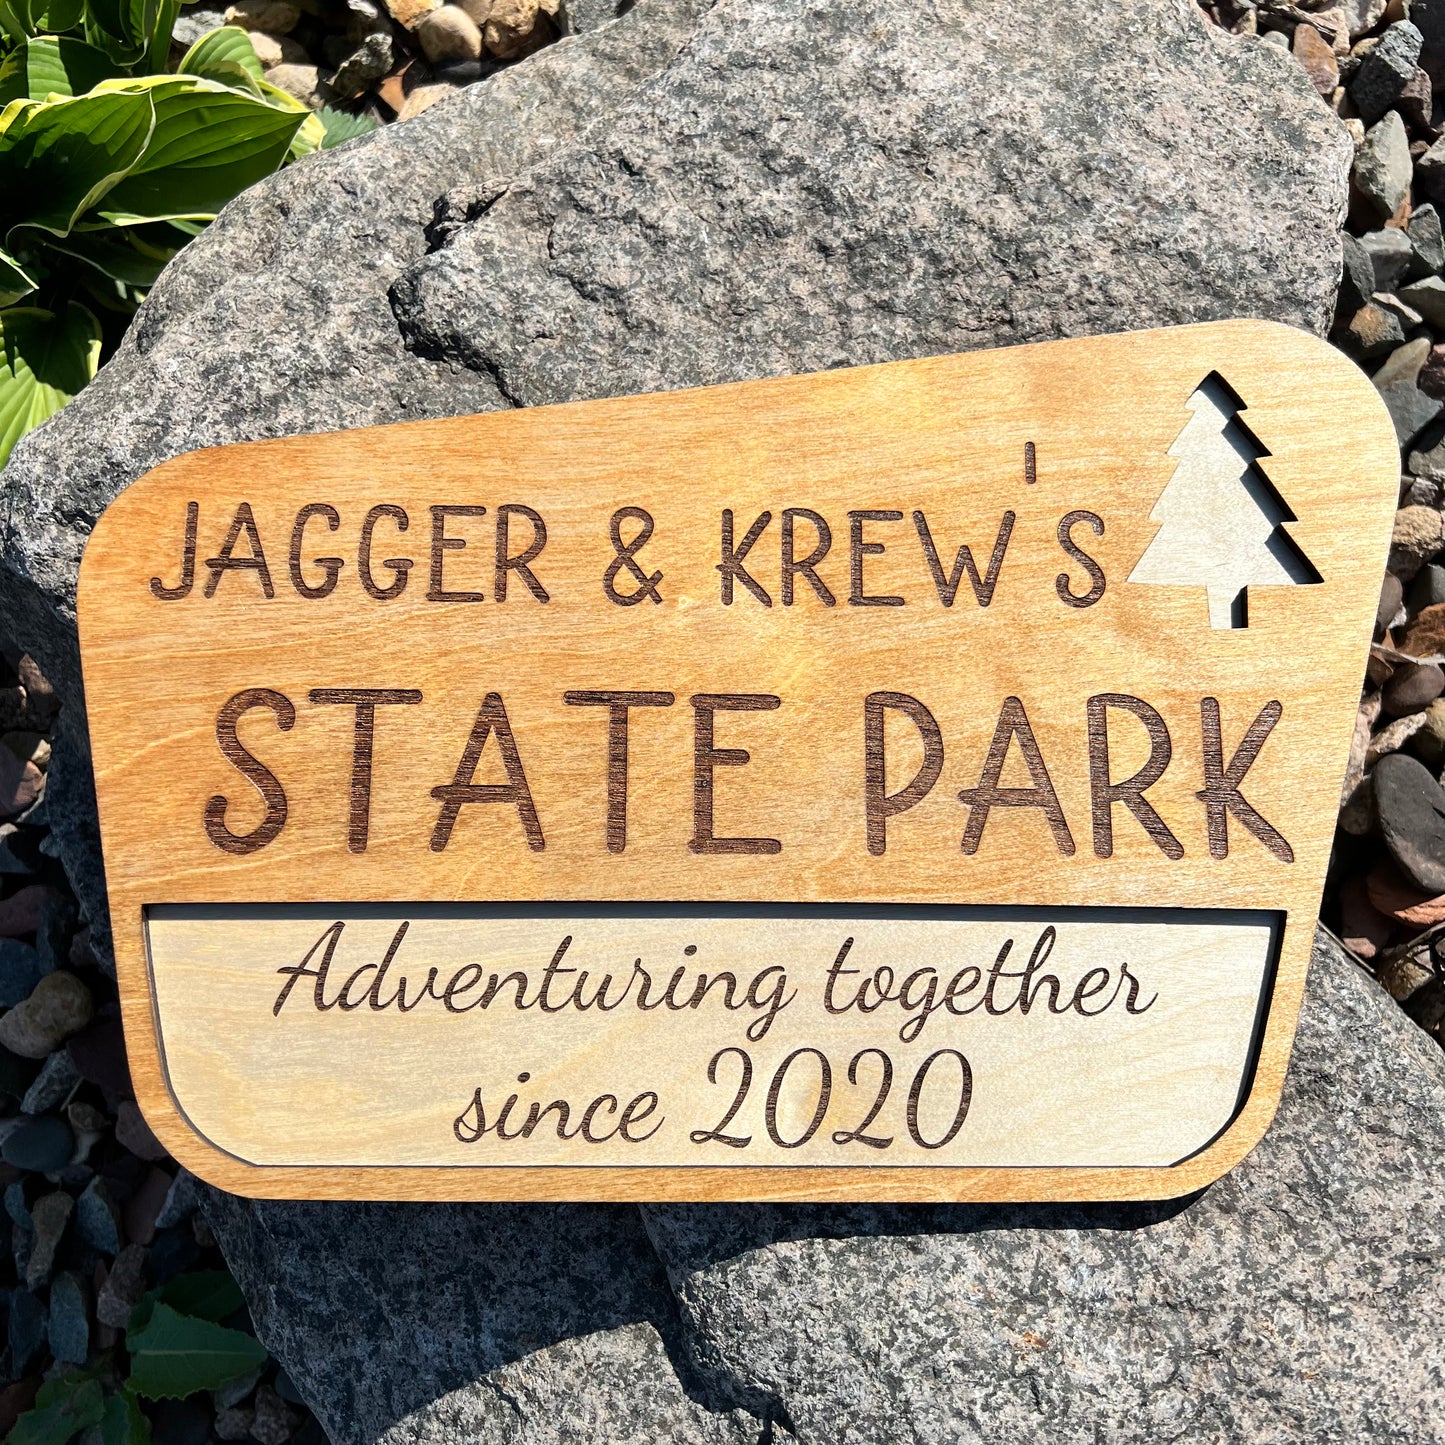 JAGGER & KREW'S
STATE PARK
Adventuring together
since 2020